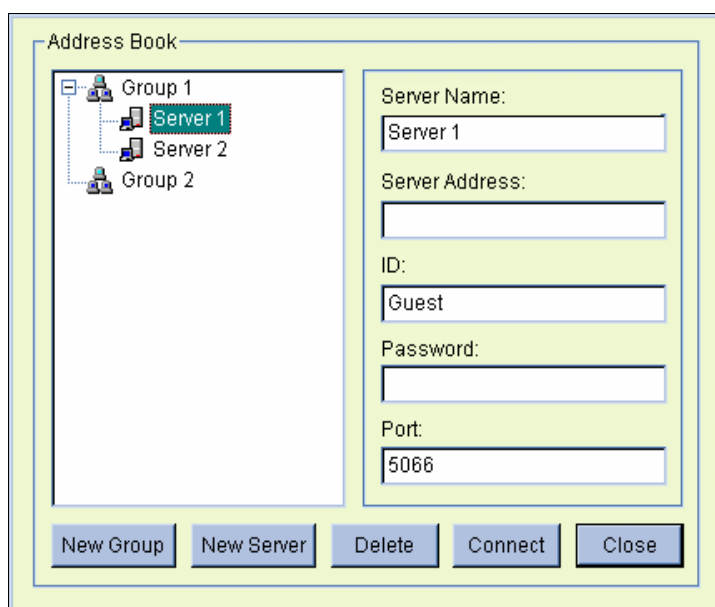 Address Book
Group 1
Server 1
Server 2
Group 2
Server Name:
Server 1
Server Address:
ID:
Guest
Password:
Port:
5066
New Group
New Server
Delete
Connect
Close